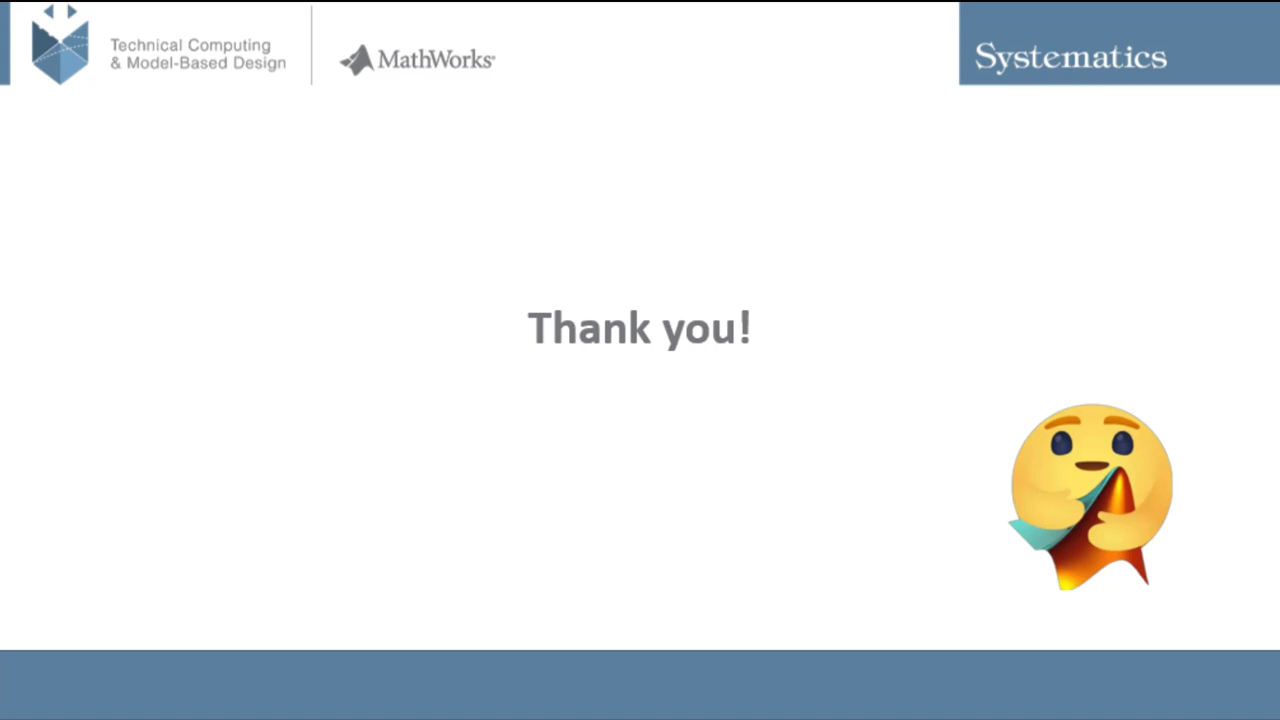 Technical Computing
& Model-Based Design
MathWorks®
Systematics
Thank you!